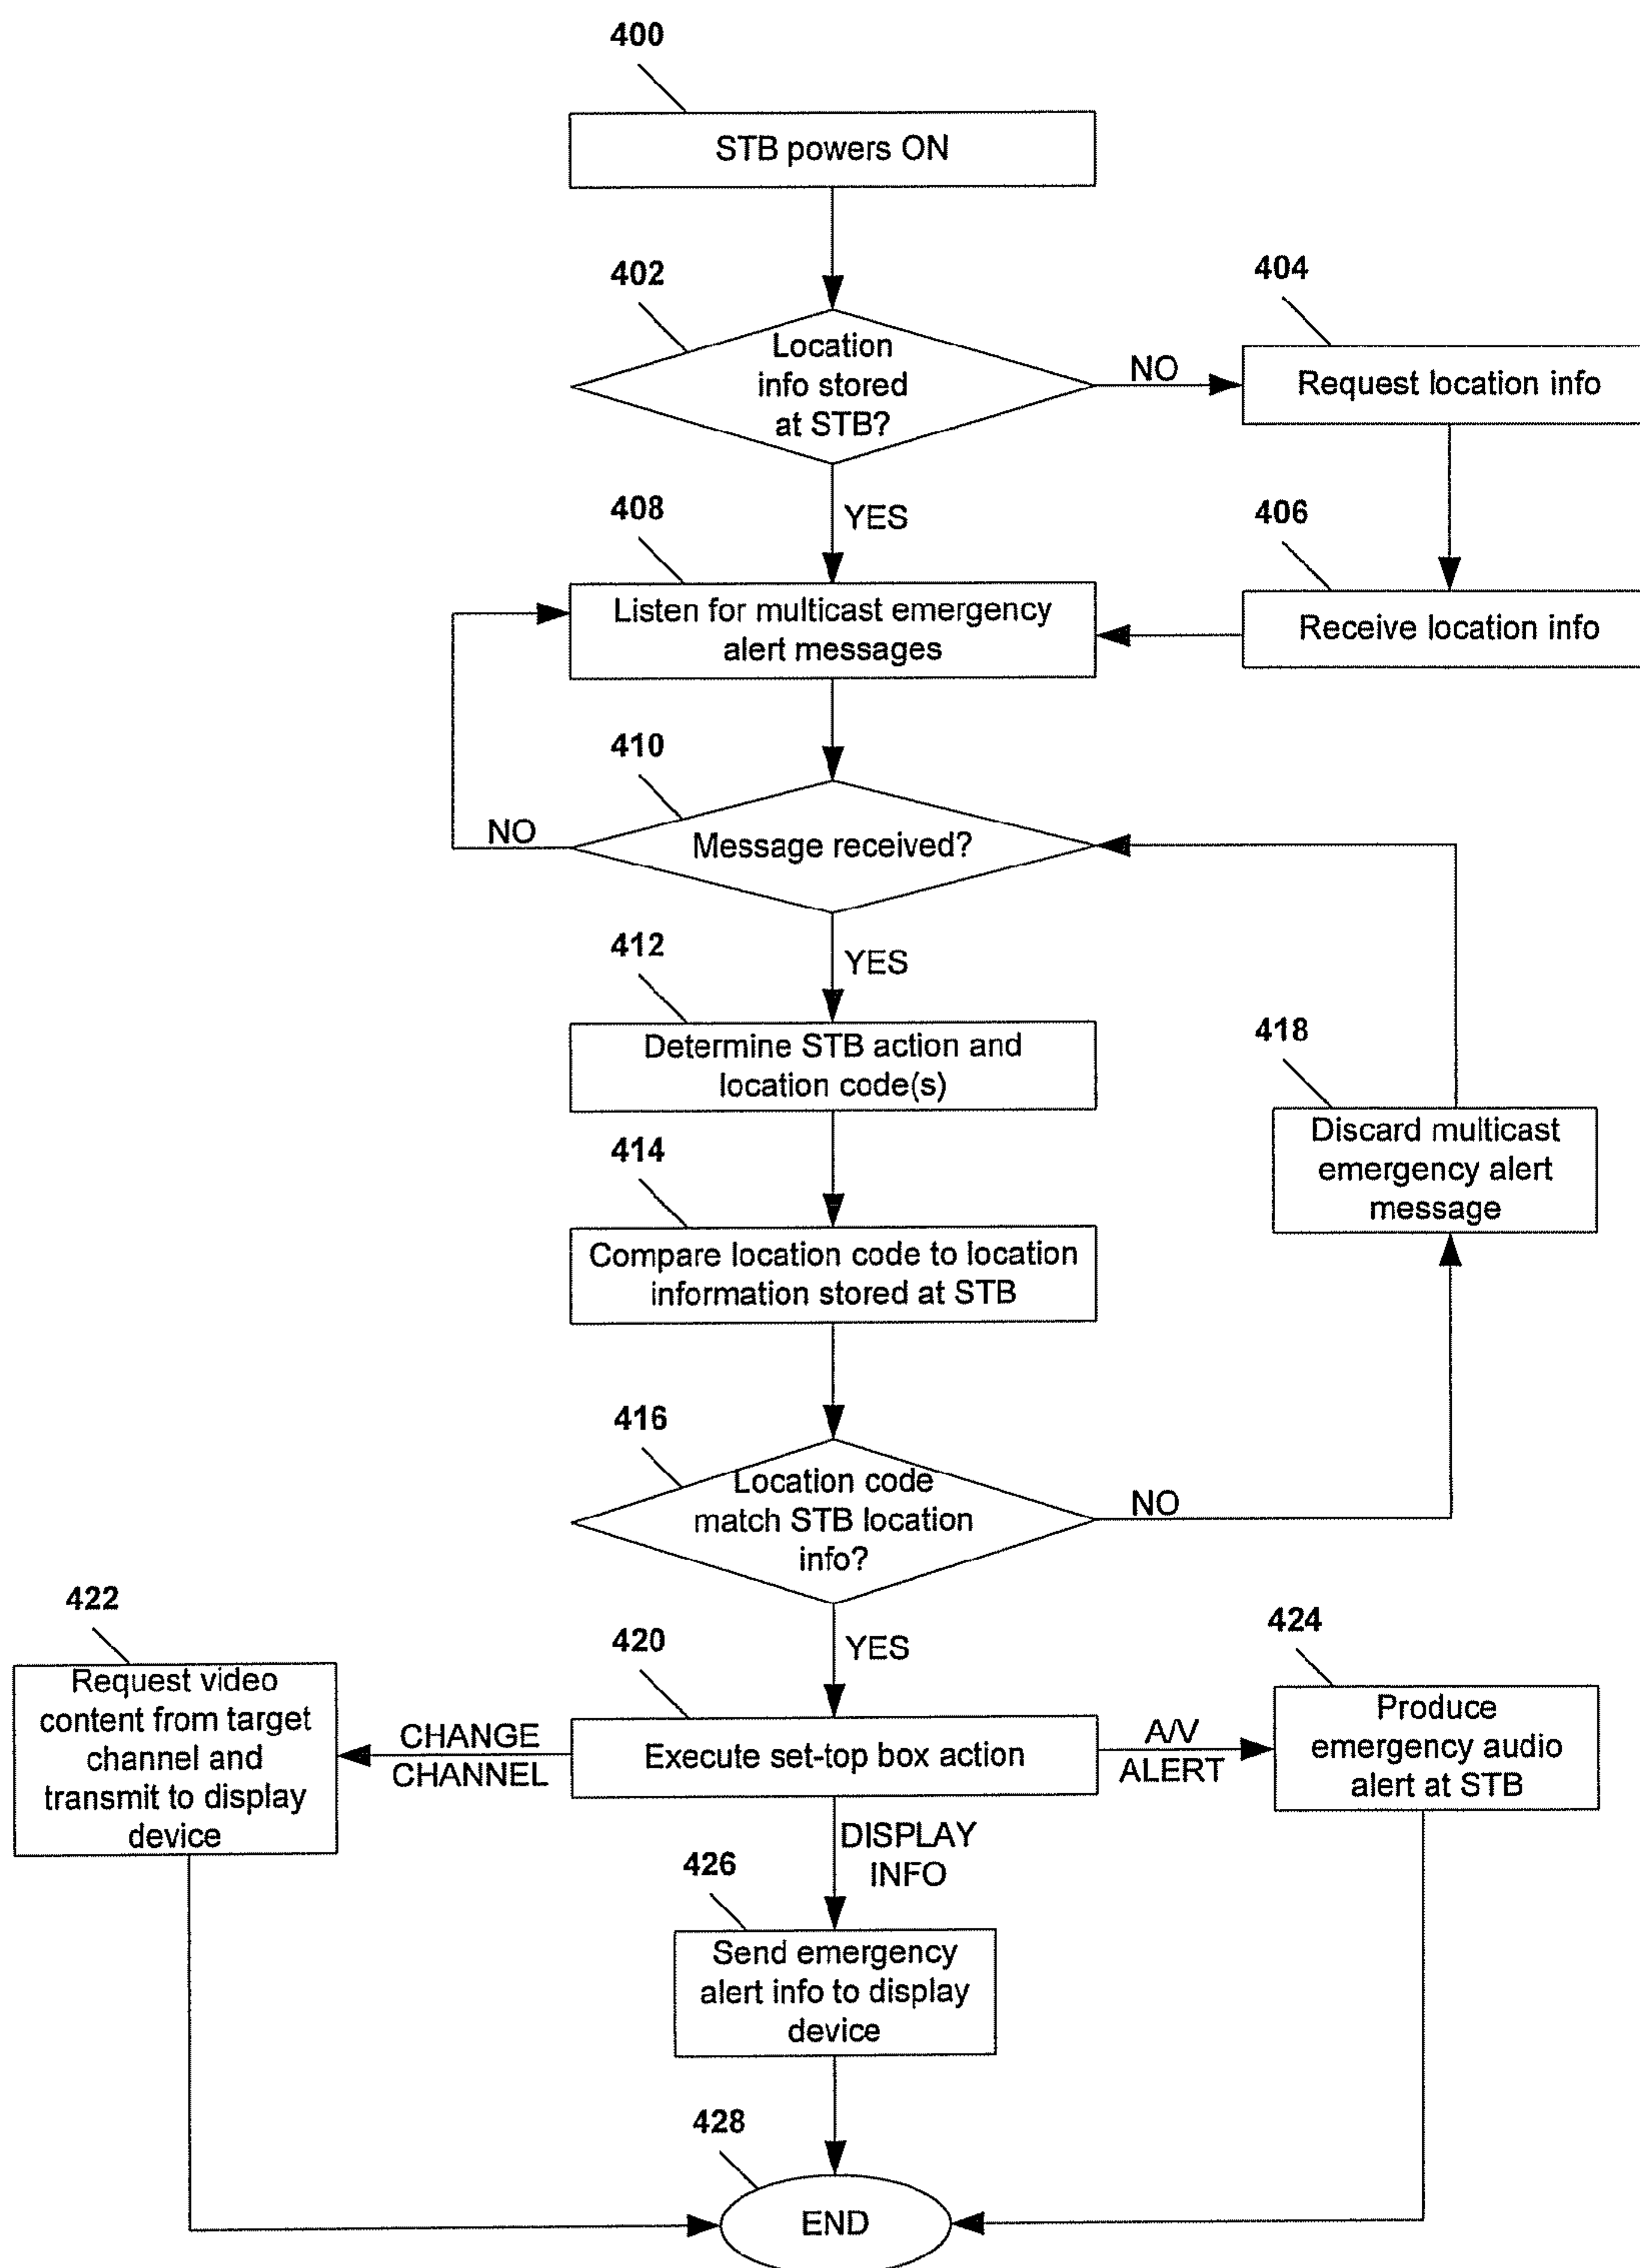 400
STB powers ON
402
Location
info stored
at STB?
NO
404
Request location info
YES
406
Receive location info
408
Listen for multicast emergency
alert messages
410
Message received?
NO
YES
412
Determine STB action and
location code(s)
414
Compare location code to location
information stored at STB
418
Discard multicast
emergency alert
message
416
Location code
match STB location
info?
NO
YES
420
Execute set-top box action
422
Request video
content from target
channel and
transmit to display
device
CHANGE
CHANNEL
424
A/V
ALERT
Produce
emergency audio
alert at STB
DISPLAY
INFO
426
Send emergency
alert info to display
device
428
END